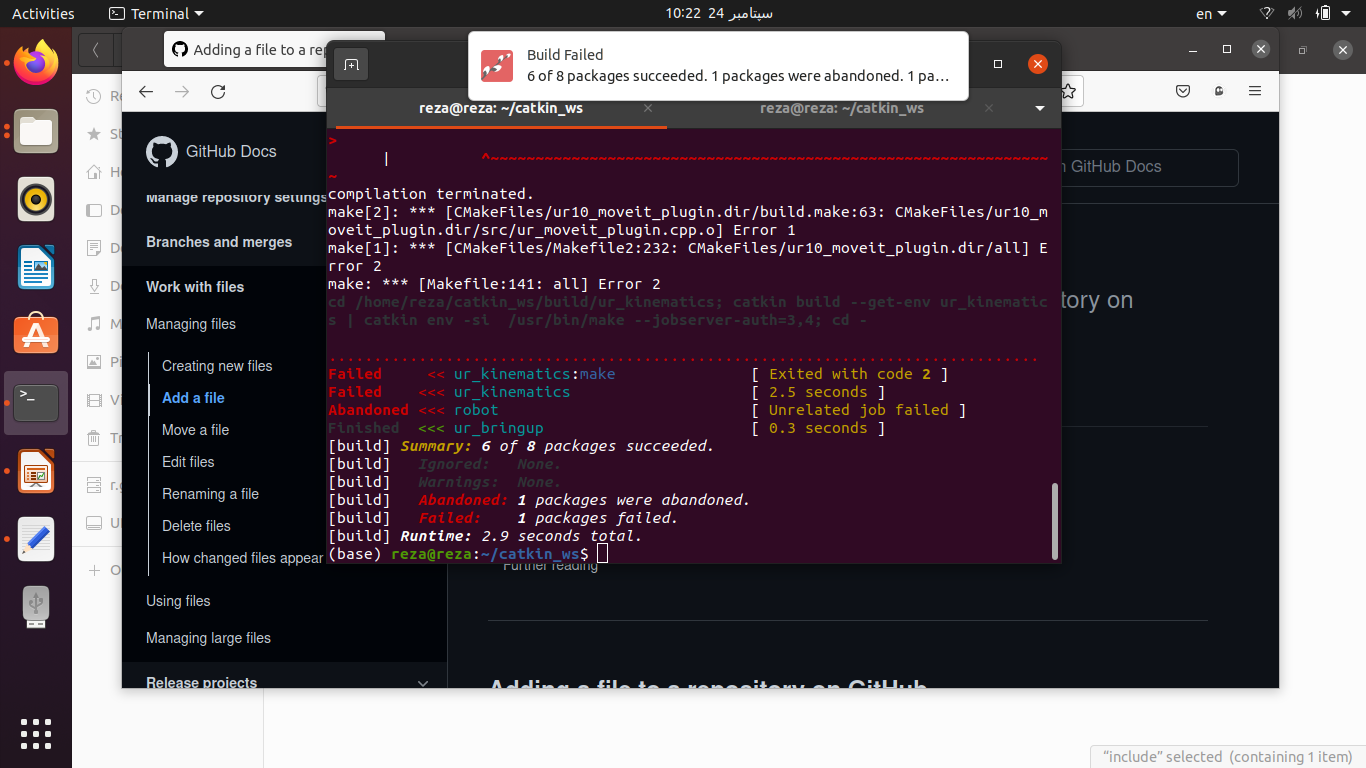 Activities
Terminal
10:22 24 سپتامبر
en
Adding a file to a rep
Build Failed
6 of 8 packages succeeded. 1 packages were abandoned. 1 pa…
reza@reza: ~/catkin_ws
reza@reza: ~/catkin_ws
GitHub Docs
n GitHub Docs
Manage repository settings
Branches and merges
Work with files
Managing files
Creating new files
Add a file
Move a file
Edit files
Renaming a file
Delete files
How changed files appear
Using files
Managing large files
Release projects
>
| ^~~~~~~~~~~~~~~~~~~~~~~~~~~~~~~~~~~~~~~~~~~~~~~~~~~~~~~~~~~~~~~
~
compilation terminated.
make[2]: *** [CMakeFiles/ur10_moveit_plugin.dir/build.make:63: CMakeFiles/ur10_m
oveit_plugin.dir/src/ur_moveit_plugin.cpp.o] Error 1
make[1]: *** [CMakeFiles/Makefile2:232: CMakeFiles/ur10_moveit_plugin.dir/all] E
rror 2
make: *** [Makefile:141: all] Error 2
cd /home/reza/catkin_ws/build/ur_kinematics; catkin build --get-env ur_kinematic
s | catkin env -si  /usr/bin/make --jobserver-auth=3,4; cd -
...............................................................................
Failed << ur_kinematics:make [ Exited with code 2 ]
Failed <<< ur_kinematics [ 2.5 seconds ]
Abandoned <<< robot [ Unrelated job failed ]
Finished <<< ur_bringup [ 0.3 seconds ]
[build] Summary: 6 of 8 packages succeeded.
[build] Ignored: None.
[build] Warnings: None.
[build] Abandoned: 1 packages were abandoned.
[build] Failed: 1 packages failed.
[build] Runtime: 2.9 seconds total.
(base) reza@reza:~/catkin_ws$
tory on
Further reading
Adding a file to a repository on GitHub
"include" selected (containing 1 item)